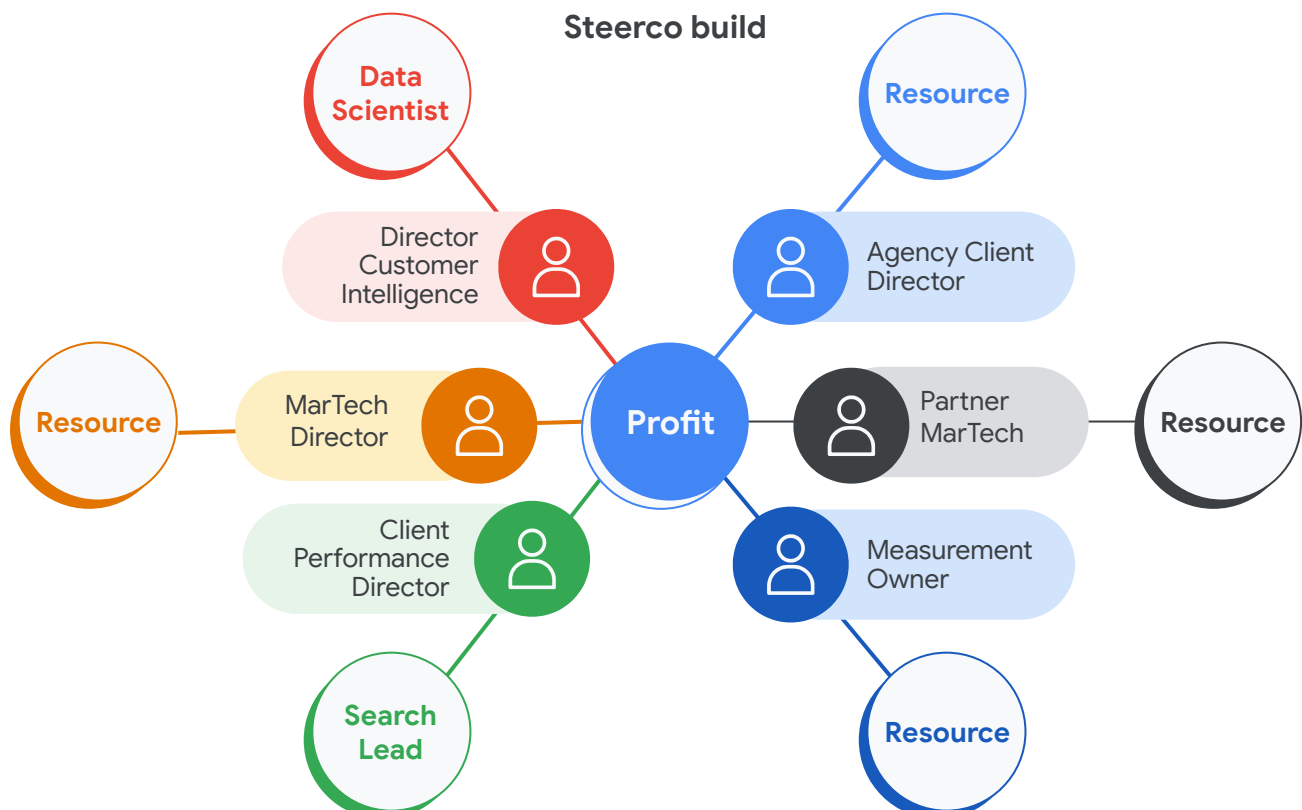 Steerco build
Data
Scientist
Resource
Director
Customer
Intelligence
Agency Client
Director
Resource
MarTech
Director
Profit
Partner
MarTech
Resource
Client
Performance
Director
Measurement
Owner
Search
Lead
Resource